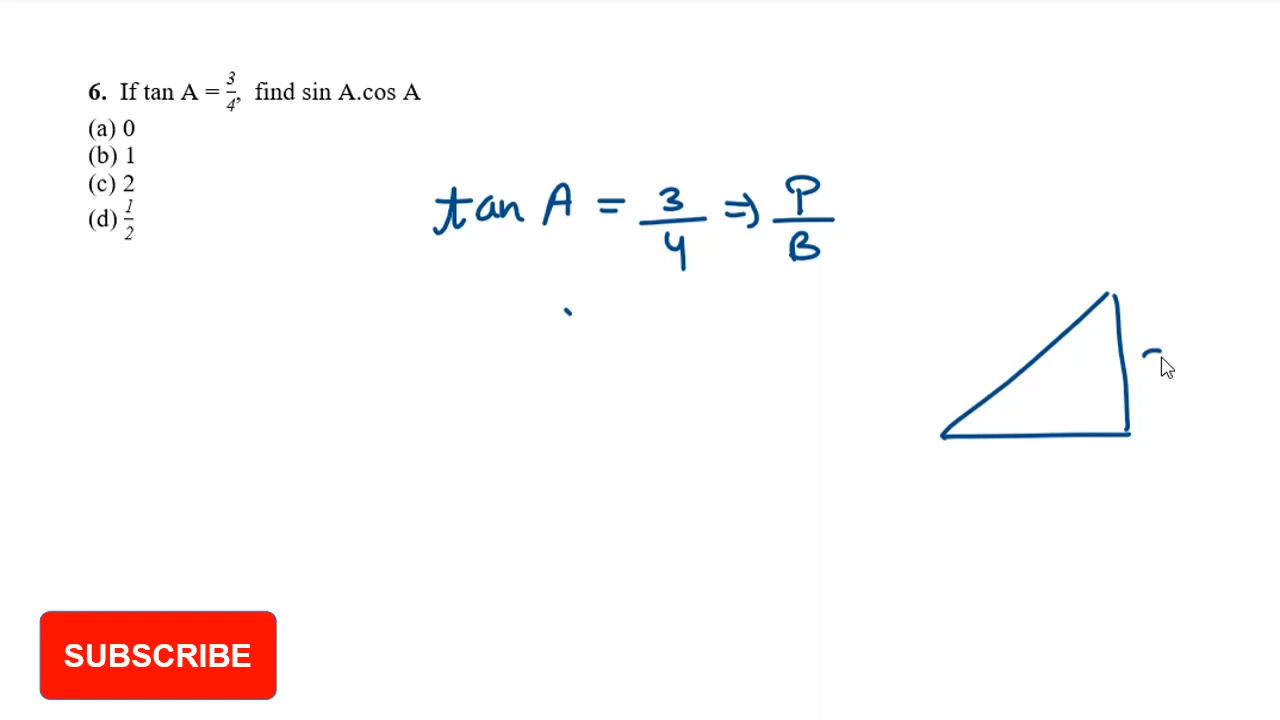 6. If tan A = 3/4, find sin A.cos A
(a) 0
(b) 1
(c) 2
(d) 1/2
tan A = 3/4 ⇒ P/B
SUBSCRIBE